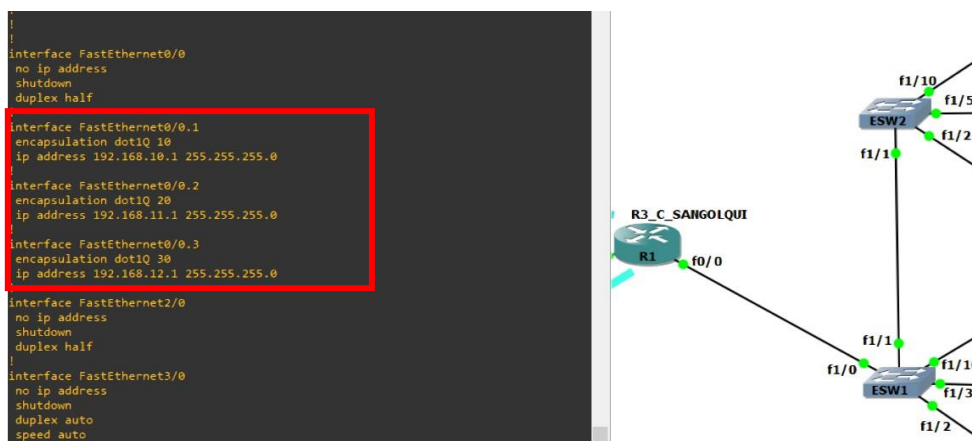 !
!
!
interface FastEthernet0/0
no ip address
shutdown
duplex half
!
interface FastEthernet0/0.1
encapsulation dot1Q 10
ip address 192.168.10.1 255.255.255.0
!
interface FastEthernet0/0.2
encapsulation dot1Q 20
ip address 192.168.11.1 255.255.255.0
!
interface FastEthernet0/0.3
encapsulation dot1Q 30
ip address 192.168.12.1 255.255.255.0
!
interface FastEthernet2/0
no ip address
shutdown
duplex half
!
interface FastEthernet3/0
no ip address
shutdown
duplex auto
speed auto
f1/10
f1/5
ESW2
f1/2
f1/1
R3_C_SANGOLQUI
R1
f0/0
f1/1
f1/0
f1/1
ESW1
f1/3
f1/2